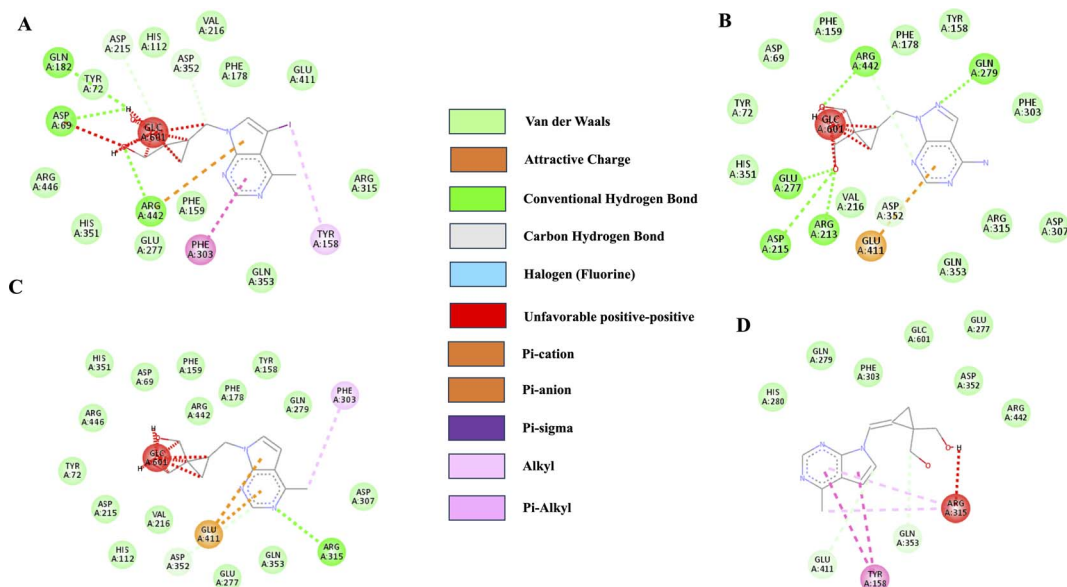 A
VAL
A:216
ASP
A:215
HIS
A:112
GLN
A:182
TYR
A:72
ASP
A:352
PHE
A:178
GLU
A:411
ASP
A:69
H
GLC
A:601
H
I
N
N
N
ARG
A:446
ARG
A:442
PHE
A:159
ARG
A:315
HIS
A:351
GLU
A:277
PHE
A:303
TYR
A:158
GLN
A:353
B
PHE
A:159
TYR
A:158
ASP
A:69
ARG
A:442
PHE
A:178
GLN
A:279
TYR
A:72
GLC
A:601
H
N
N
N
N
N
PHE
A:303
HIS
A:351
O
GLU
A:277
VAL
A:216
ASP
A:352
ARG
A:315
ASP
A:307
ASP
A:215
ARG
A:213
GLU
A:411
GLN
A:353
Van der Waals
Attractive Charge
Conventional Hydrogen Bond
Carbon Hydrogen Bond
Halogen (Fluorine)
Unfavorable positive-positive
Pi-cation
Pi-anion
Pi-sigma
Alkyl
Pi-Alkyl
C
HIS
A:351
ASP
A:69
PHE
A:159
TYR
A:158
PHE
A:178
GLN
A:279
PHE
A:303
ARG
A:446
ARG
A:442
H
GLC
A:601
H
N
N
TYR
A:72
ASP
A:215
VAL
A:216
GLU
A:411
ASP
A:307
HIS
A:112
ASP
A:352
GLU
A:277
GLN
A:353
ARG
A:315
D
GLU
A:277
GLC
A:601
GLN
A:279
PHE
A:303
ASP
A:352
HIS
A:280
ARG
A:442
N
N
N
O
H
O
ARG
A:315
GLN
A:353
GLU
A:411
TYR
A:158